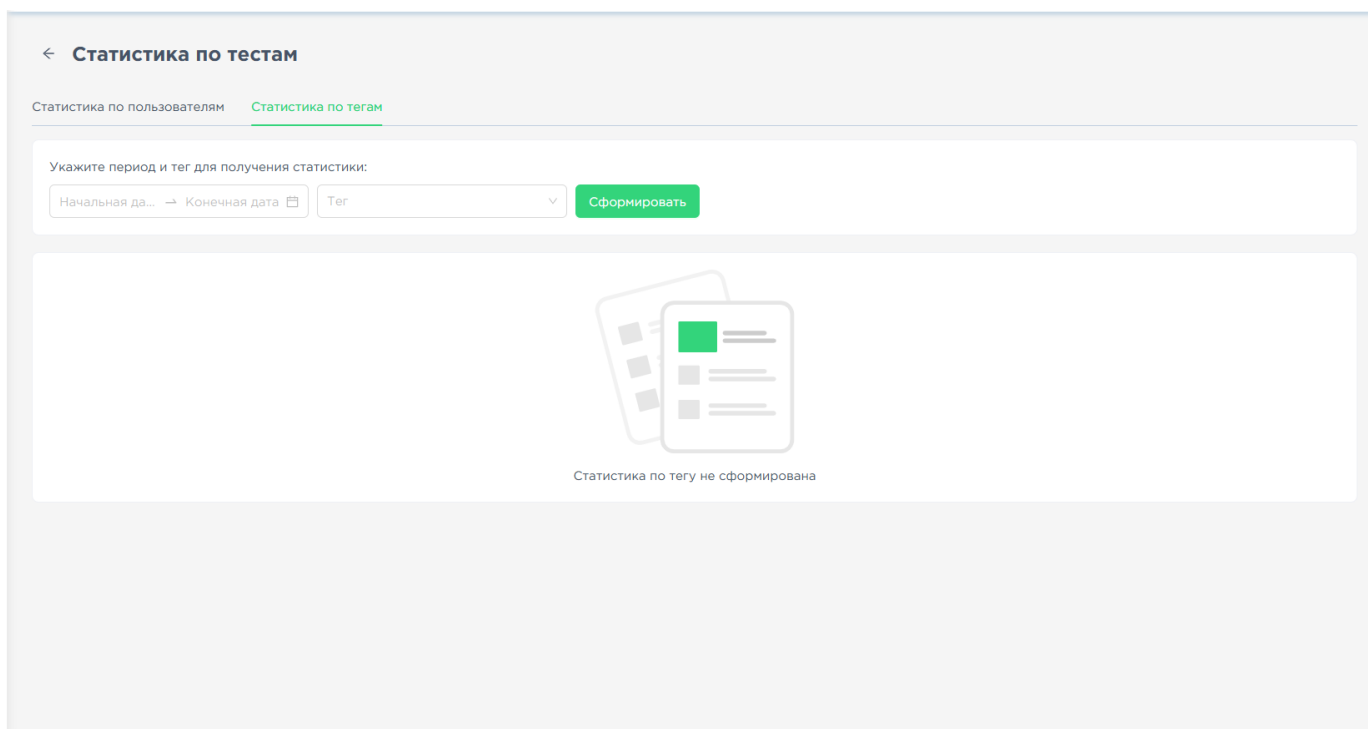 Статистика по тестам
Статистика по пользователям Статистика по тегам
Укажите период и тег для получения статистики:
Начальная да... Конечная дата Тег Сформировать
Статистика по тегу не сформирована